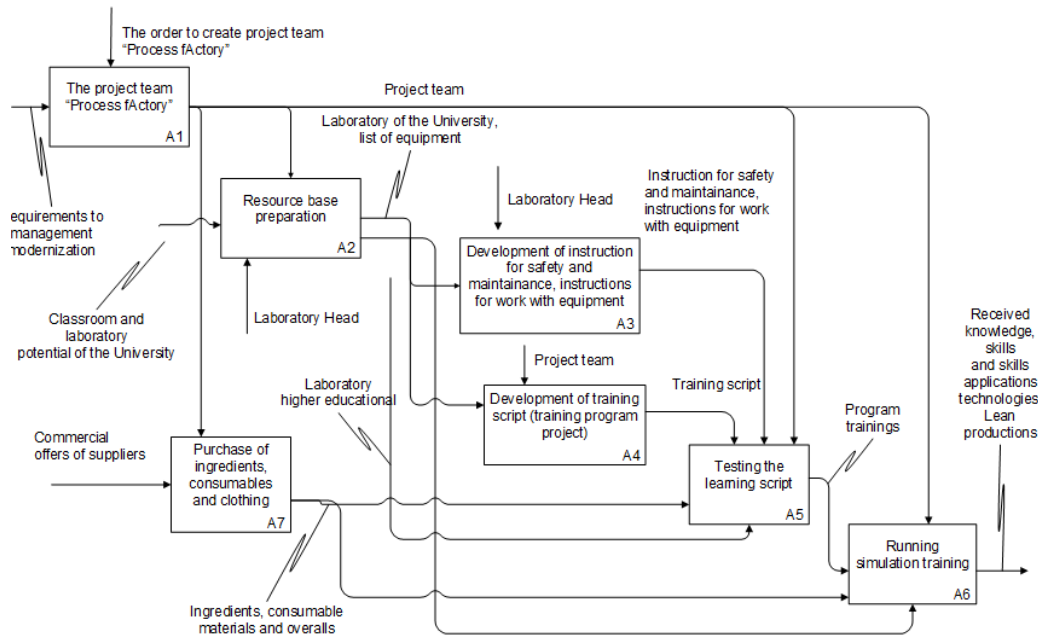 The order to create project team
“Process fActory”
The project team
“Process fActory”
A1
Project team
Laboratory of the University,
list of equipment
equirements to
management
modernization
Resource base
preparation
A2
Laboratory Head
Instruction for safety
and maintainance,
instructions for work
with equipment
Development of instruction
for safety and
maintainance, instructions
for work with equipment
A3
Classroom and
laboratory
potential of the University
Laboratory Head
Received
knowledge,
skills
and skills
applications
technologies
Lean
productions
Project team
Laboratory
higher educational
Development of training
script (training program
project)
A4
Training script
Program
trainings
Commercial
offers of suppliers
Purchase of
ingredients,
consumables
and clothing
A7
Testing the
learning script
A5
Running
simulation training
A6
Ingredients, consumable
materials and overalls